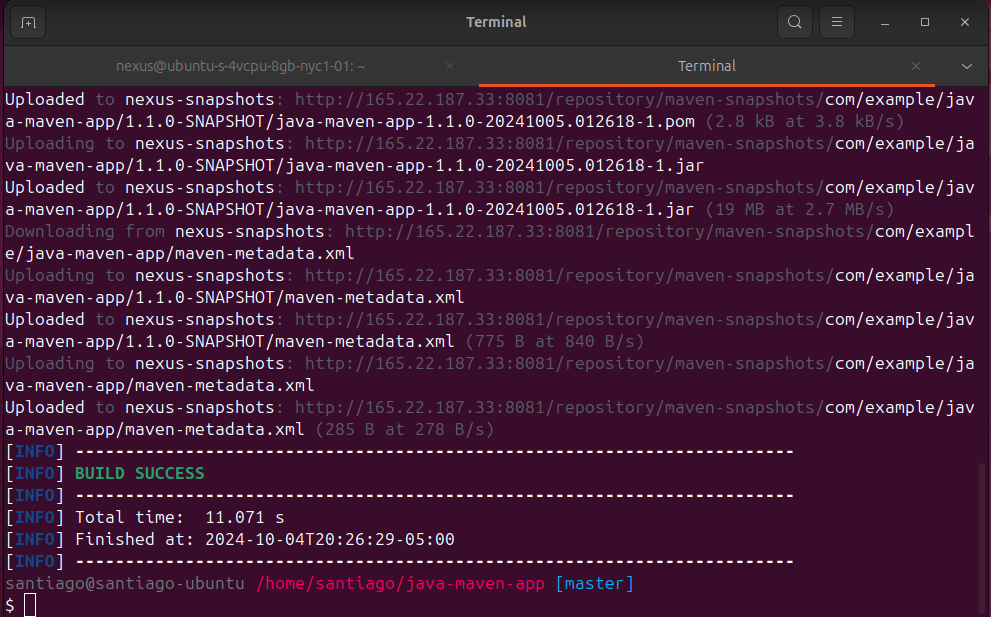 Terminal
nexus@ubuntu-s-4vcpu-8gb-nyc1-01: ~
Terminal
Uploaded to nexus-snapshots: http://165.22.187.33:8081/repository/maven-snapshots/com/example/jav
a-maven-app/1.1.0-SNAPSHOT/java-maven-app-1.1.0-20241005.012618-1.pom (2.8 kB at 3.8 kB/s)
Uploading to nexus-snapshots: http://165.22.187.33:8081/repository/maven-snapshots/com/example/ja
va-maven-app/1.1.0-SNAPSHOT/java-maven-app-1.1.0-20241005.012618-1.jar
Uploaded to nexus-snapshots: http://165.22.187.33:8081/repository/maven-snapshots/com/example/jav
a-maven-app/1.1.0-SNAPSHOT/java-maven-app-1.1.0-20241005.012618-1.jar (19 MB at 2.7 MB/s)
Downloading from nexus-snapshots: http://165.22.187.33:8081/repository/maven-snapshots/com/exampl
e/java-maven-app/maven-metadata.xml
Uploading to nexus-snapshots: http://165.22.187.33:8081/repository/maven-snapshots/com/example/ja
va-maven-app/1.1.0-SNAPSHOT/maven-metadata.xml
Uploaded to nexus-snapshots: http://165.22.187.33:8081/repository/maven-snapshots/com/example/jav
a-maven-app/1.1.0-SNAPSHOT/maven-metadata.xml (775 B at 840 B/s)
Uploading to nexus-snapshots: http://165.22.187.33:8081/repository/maven-snapshots/com/example/ja
va-maven-app/maven-metadata.xml
Uploaded to nexus-snapshots: http://165.22.187.33:8081/repository/maven-snapshots/com/example/jav
a-maven-app/maven-metadata.xml (285 B at 278 B/s)
[INFO] ------------------------------------------------------------------------
[INFO] BUILD SUCCESS
[INFO] ------------------------------------------------------------------------
[INFO] Total time:  11.071 s
[INFO] Finished at: 2024-10-04T20:26:29-05:00
[INFO] ------------------------------------------------------------------------
santiago@santiago-ubuntu /home/santiago/java-maven-app [master]
$